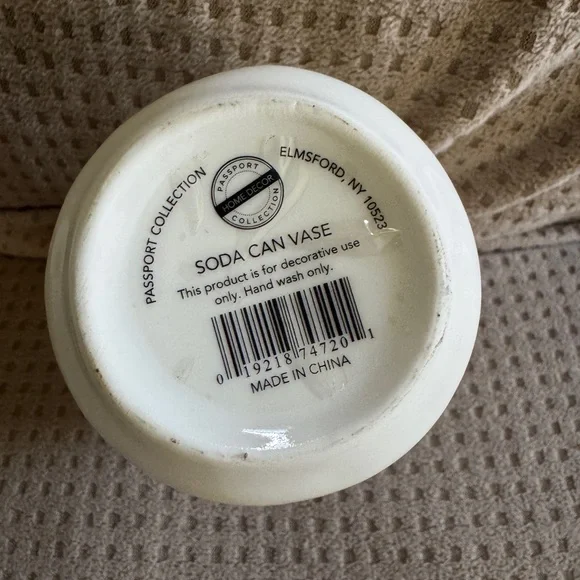 PASSPORT COLLECTION
ELMSFORD, NY 10523
PASSPORT
HOME DECOR
COLLECTION
SODA CAN VASE
This product is for decorative use
only. Hand wash only.
0 19218 74720 1
MADE IN CHINA